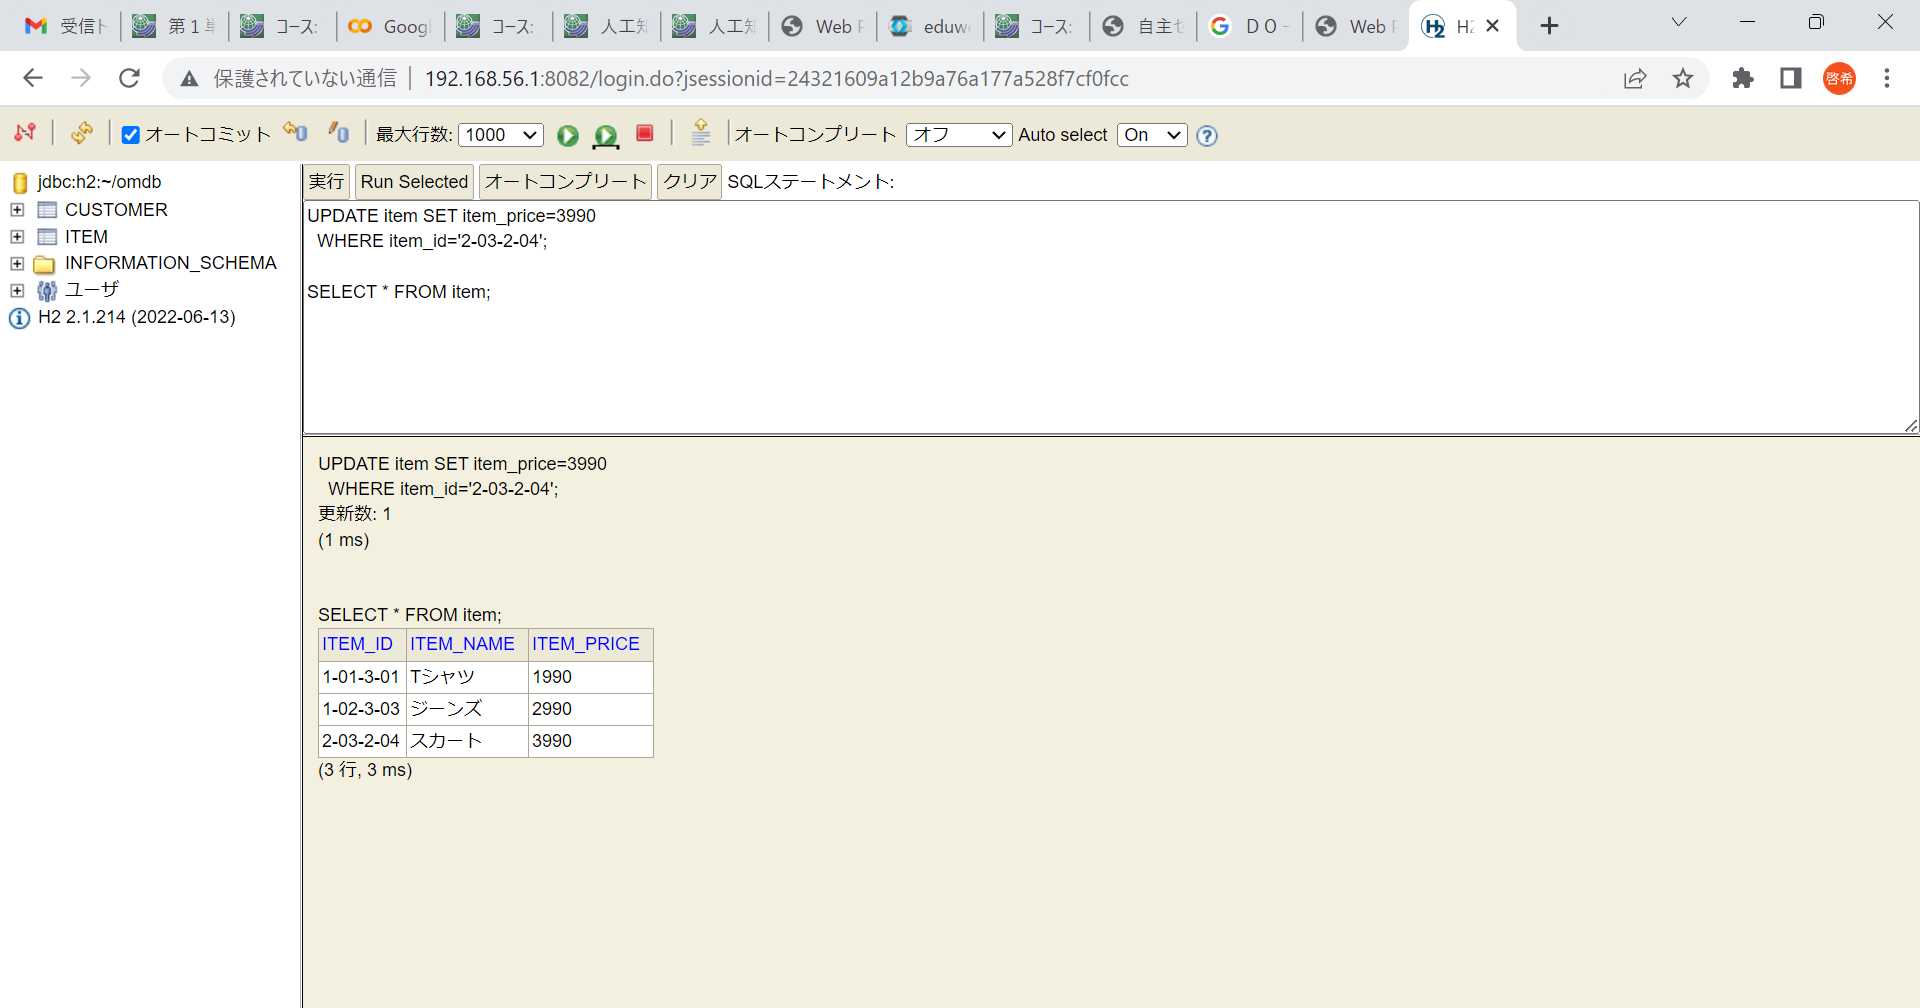 受信ト 第 1 単 コース: Googl コース: 人工知 人工知 Web P eduwe コース: 自主セ D O - Web P H2
保護されていない通信 192.168.56.1:8082/login.do?jsessionid=24321609a12b9a76a177a528f7cf0fcc 啓希
オートコミット 最大行数: 1000 オートコンプリート オフ Auto select On
jdbc:h2:~/omdb
CUSTOMER
ITEM
INFORMATION_SCHEMA
ユーザ
H2 2.1.214 (2022-06-13)
実行 Run Selected オートコンプリート クリア SQLステートメント:
UPDATE item SET item_price=3990
WHERE item_id='2-03-2-04';
SELECT * FROM item;
UPDATE item SET item_price=3990
WHERE item_id='2-03-2-04';
更新数: 1
(1 ms)
SELECT * FROM item;
ITEM_ID ITEM_NAME ITEM_PRICE
1-01-3-01 Tシャツ 1990
1-02-3-03 ジーンズ 2990
2-03-2-04 スカート 3990
(3 行, 3 ms)